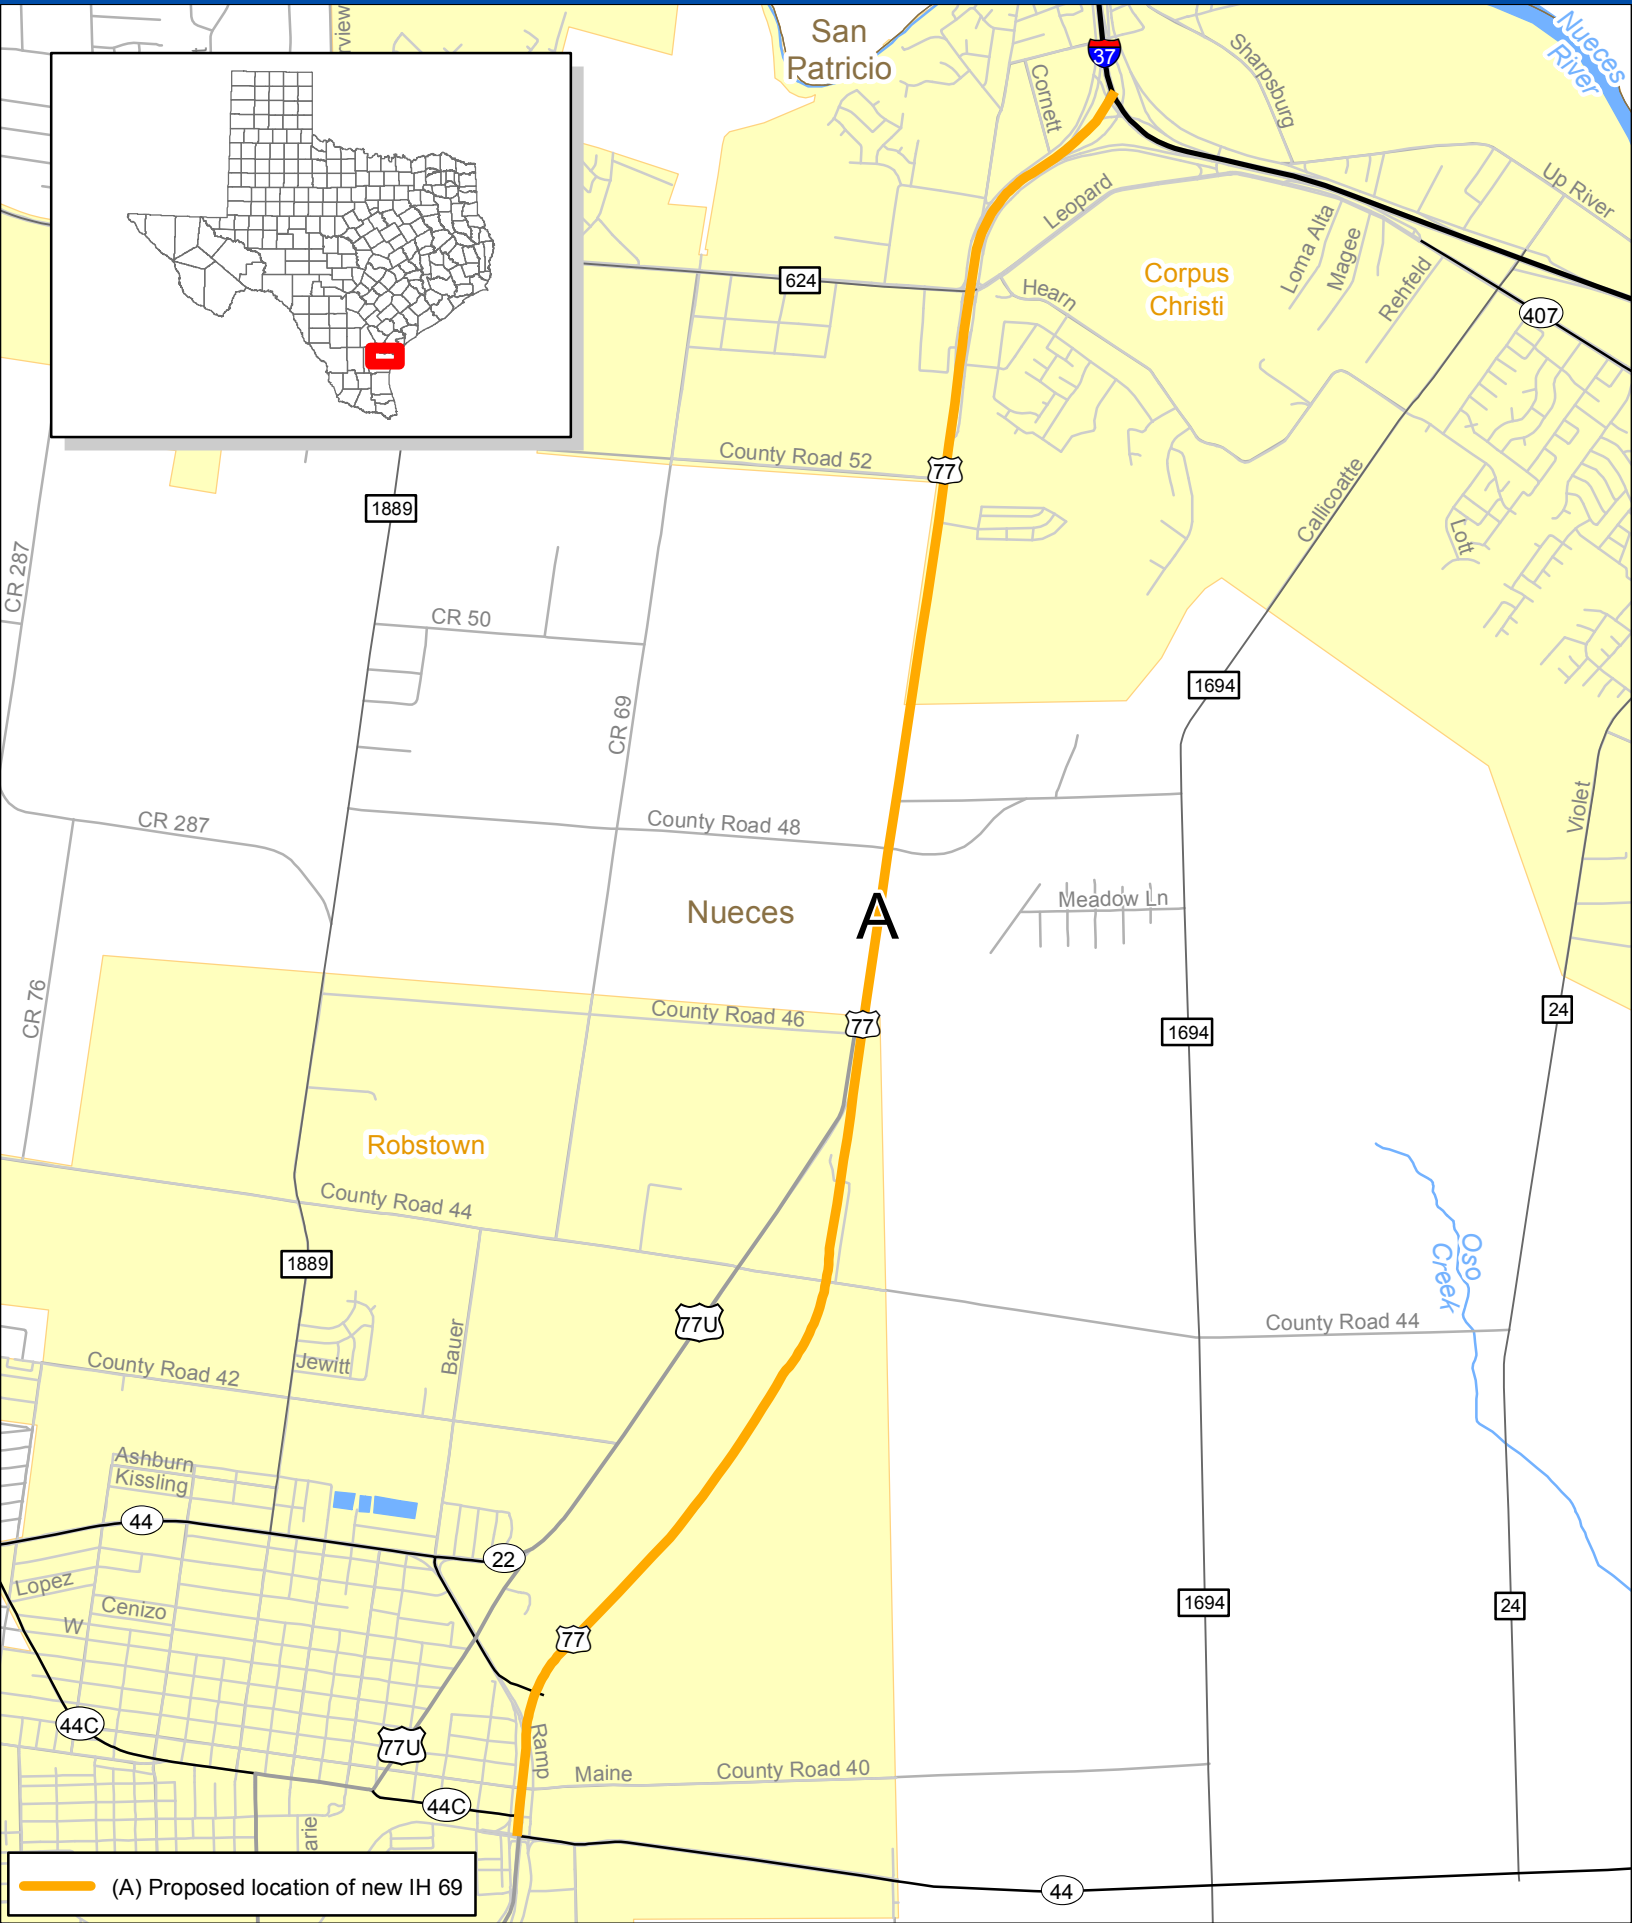 San
Patricio
Nueces
River
37
Cornett
Sharpsburg
rview
Up River
Leopard
Loma Alta
Magee
Rehfeld
624
Hearn
Corpus
Christi
407
County Road 52
77
1889
Callicoatte
Lott
CR 287
CR 50
1694
CR 69
Violet
CR 287
County Road 48
Meadow Ln
Nueces
A
CR 76
County Road 46
77
1694
24
Robstown
County Road 44
Oso
Creek
1889
77U
County Road 44
Bauer
County Road 42
Jewitt
Ashburn
Kissling
44
22
Lopez
Cenizo
W
77
1694
24
44C
77U
Ramp
Maine
County Road 40
44C
arie
(A) Proposed location of new IH 69
44